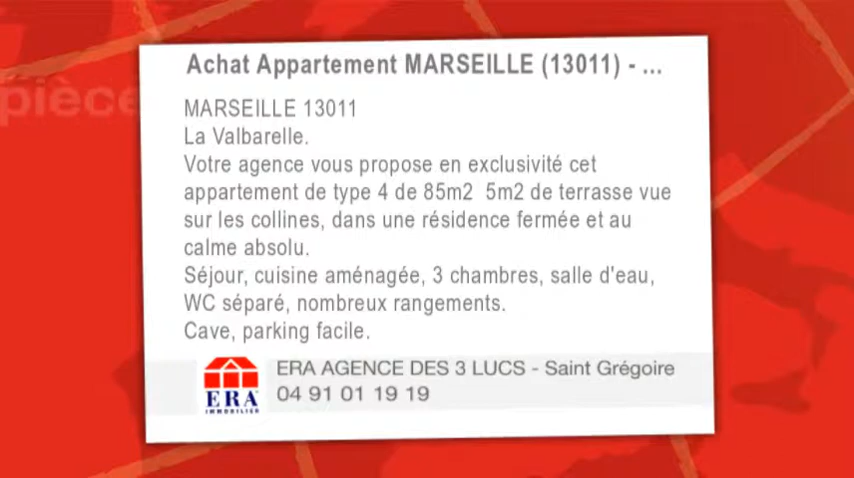 Achat Appartement MARSEILLE (13011) - ...
pièce
MARSEILLE 13011
La Valbarelle.
Votre agence vous propose en exclusivité cet
appartement de type 4 de 85m2  5m2 de terrasse vue
sur les collines, dans une résidence fermée et au
calme absolu.
Séjour, cuisine aménagée, 3 chambres, salle d'eau,
WC séparé, nombreux rangements.
Cave, parking facile.
ERA AGENCE DES 3 LUCS - Saint Grégoire
04 91 01 19 19
ERA
IMMOBILIER